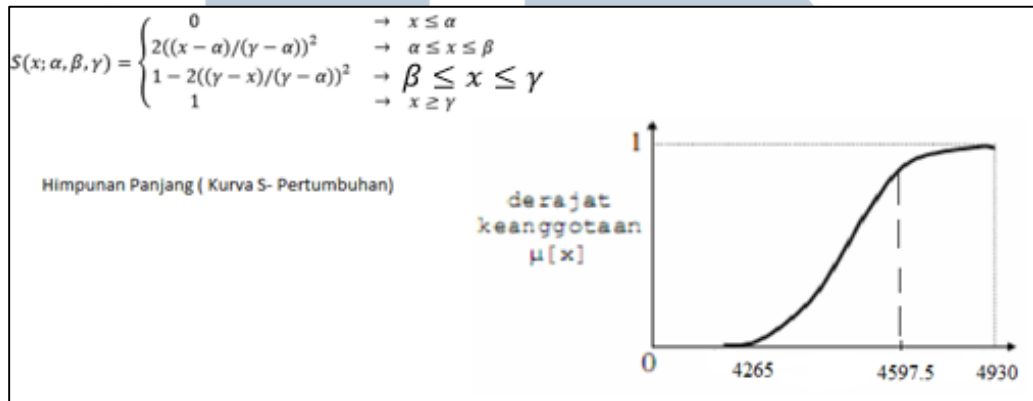 0 → x ≤ α
S(x; α, β, γ) = { 2((x − α)/(γ − α))² → α ≤ x ≤ β
1 − 2((γ − x)/(γ − α))² → β ≤ x ≤ γ
1 → x ≥ γ
Himpunan Panjang ( Kurva S- Pertumbuhan)
1
derajat
keanggotaan
μ[x]
0
4265 4597.5 4930